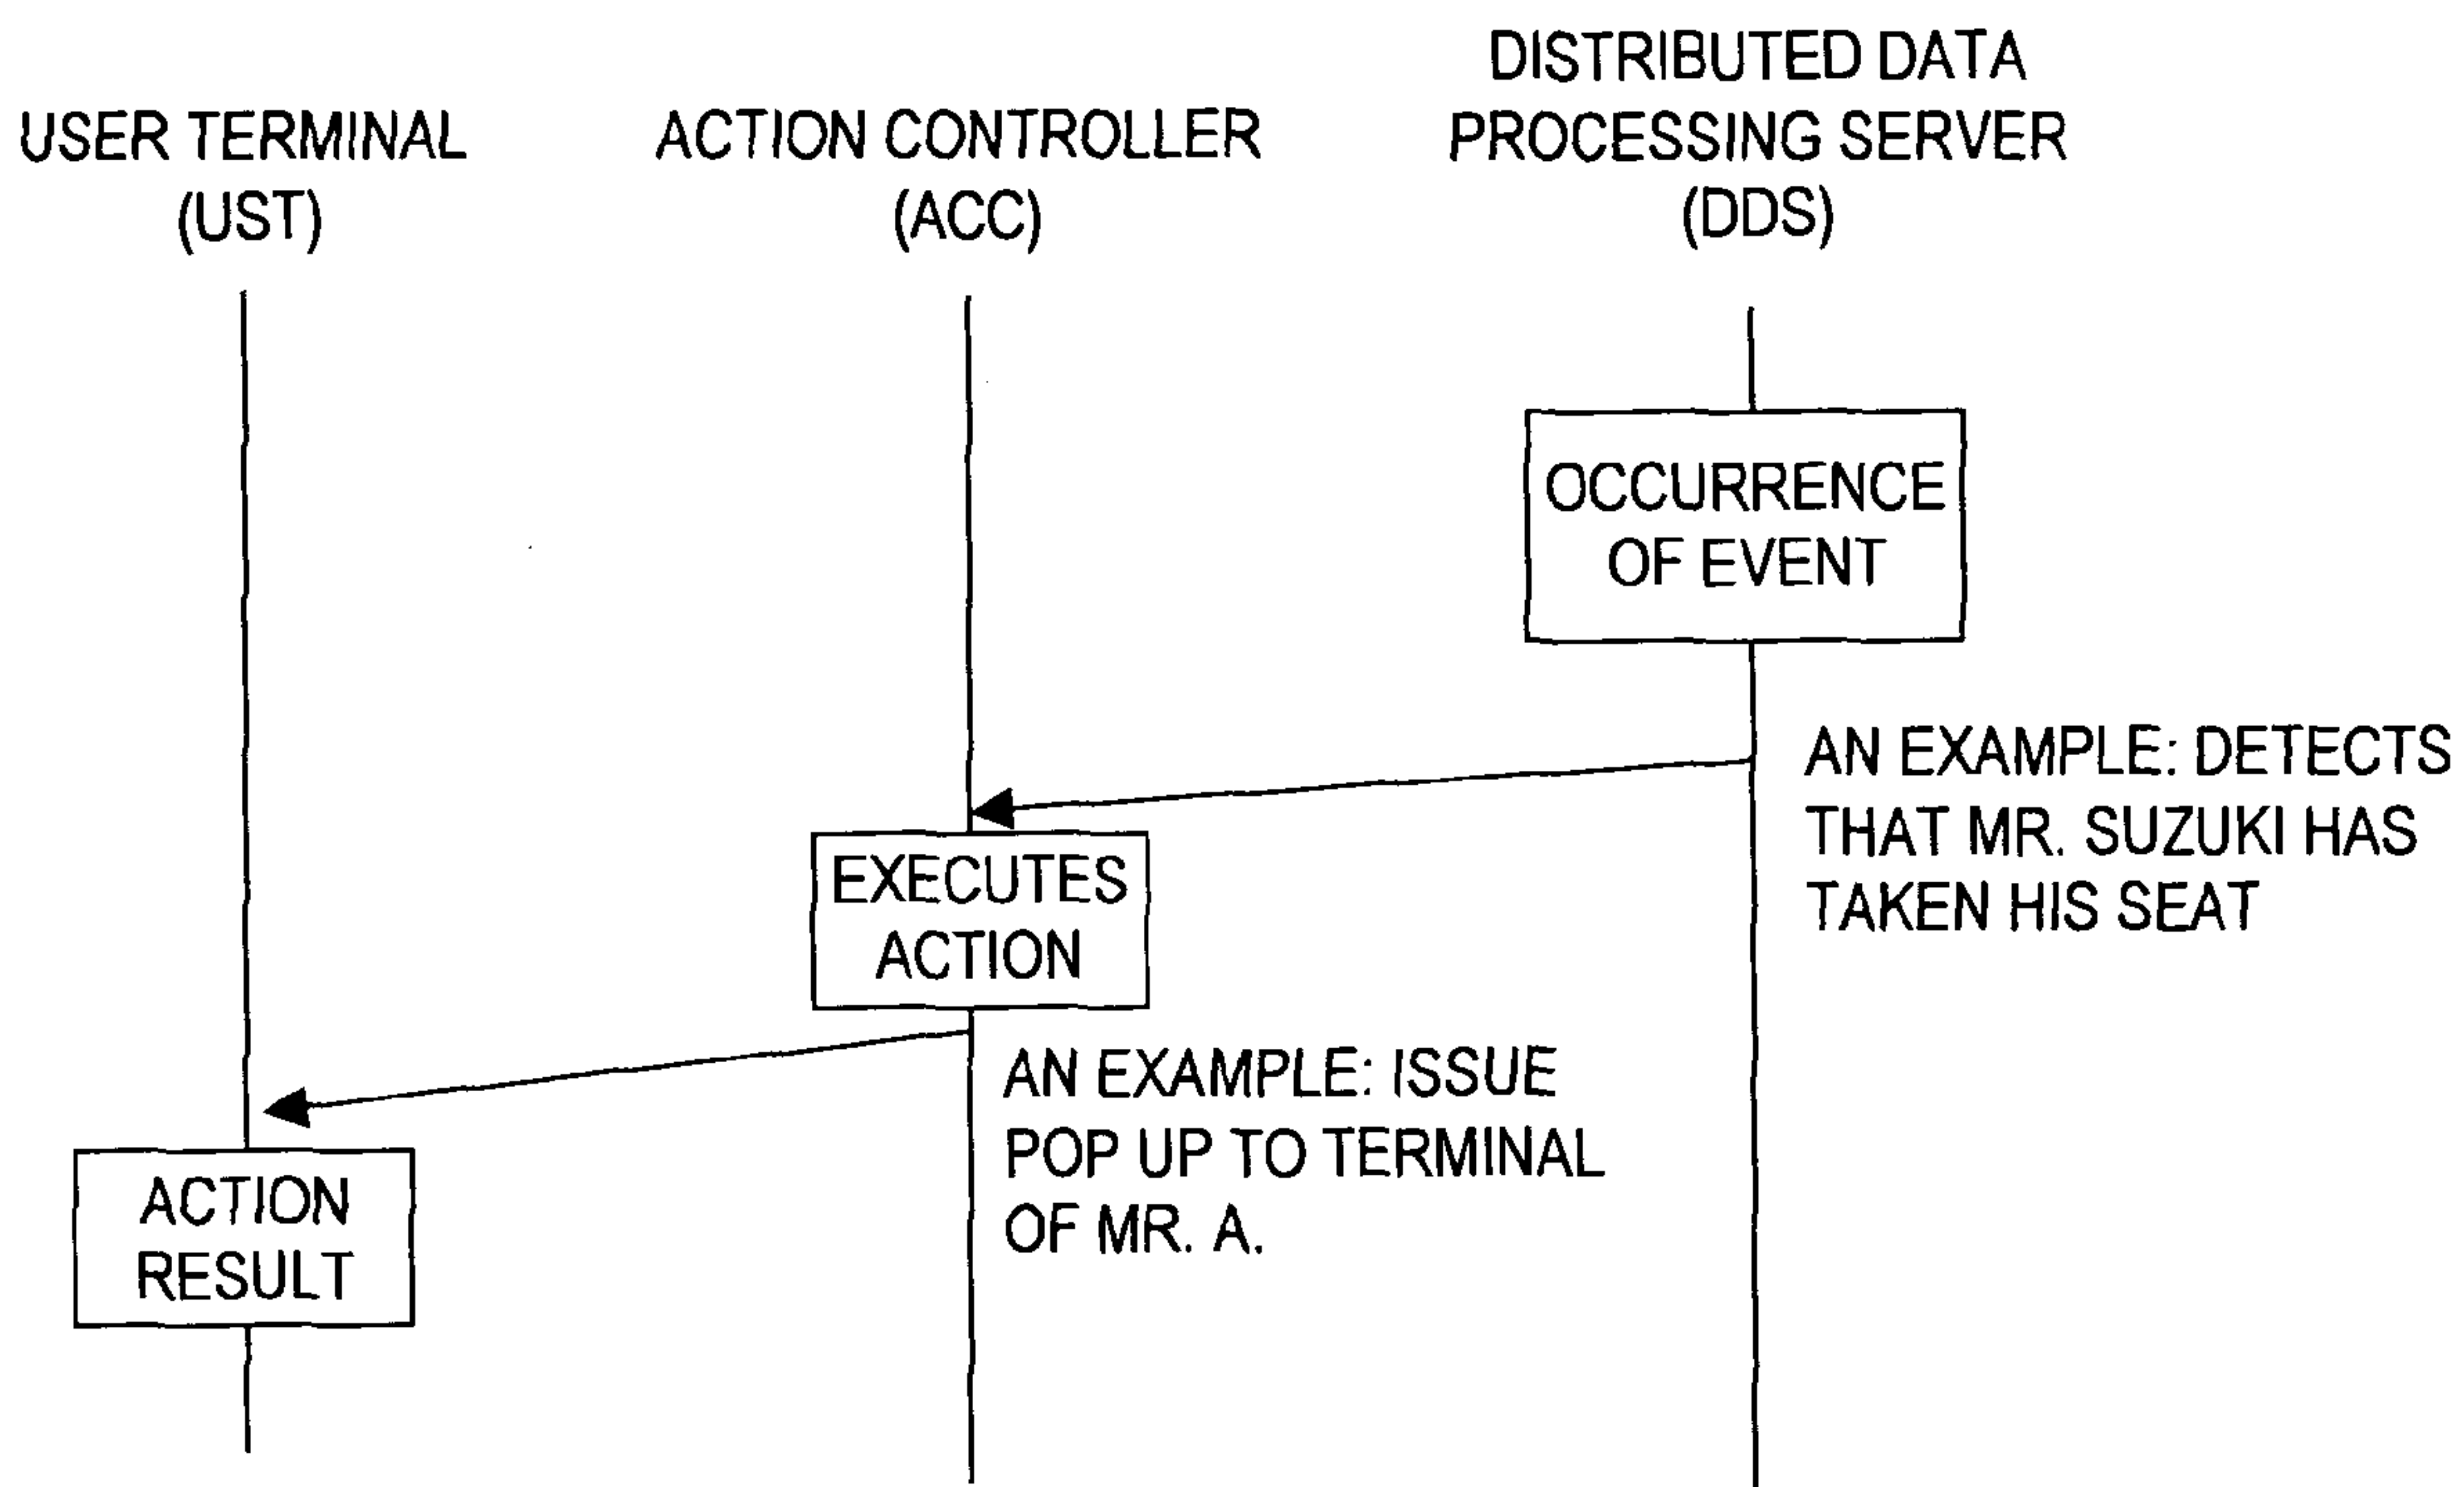 USER TERMINAL
(UST)
ACTION CONTROLLER
(ACC)
DISTRIBUTED DATA
PROCESSING SERVER
(DDS)
OCCURRENCE
OF EVENT
AN EXAMPLE: DETECTS
THAT MR. SUZUKI HAS
TAKEN HIS SEAT
EXECUTES
ACTION
AN EXAMPLE: ISSUE
POP UP TO TERMINAL
OF MR. A.
ACTION
RESULT